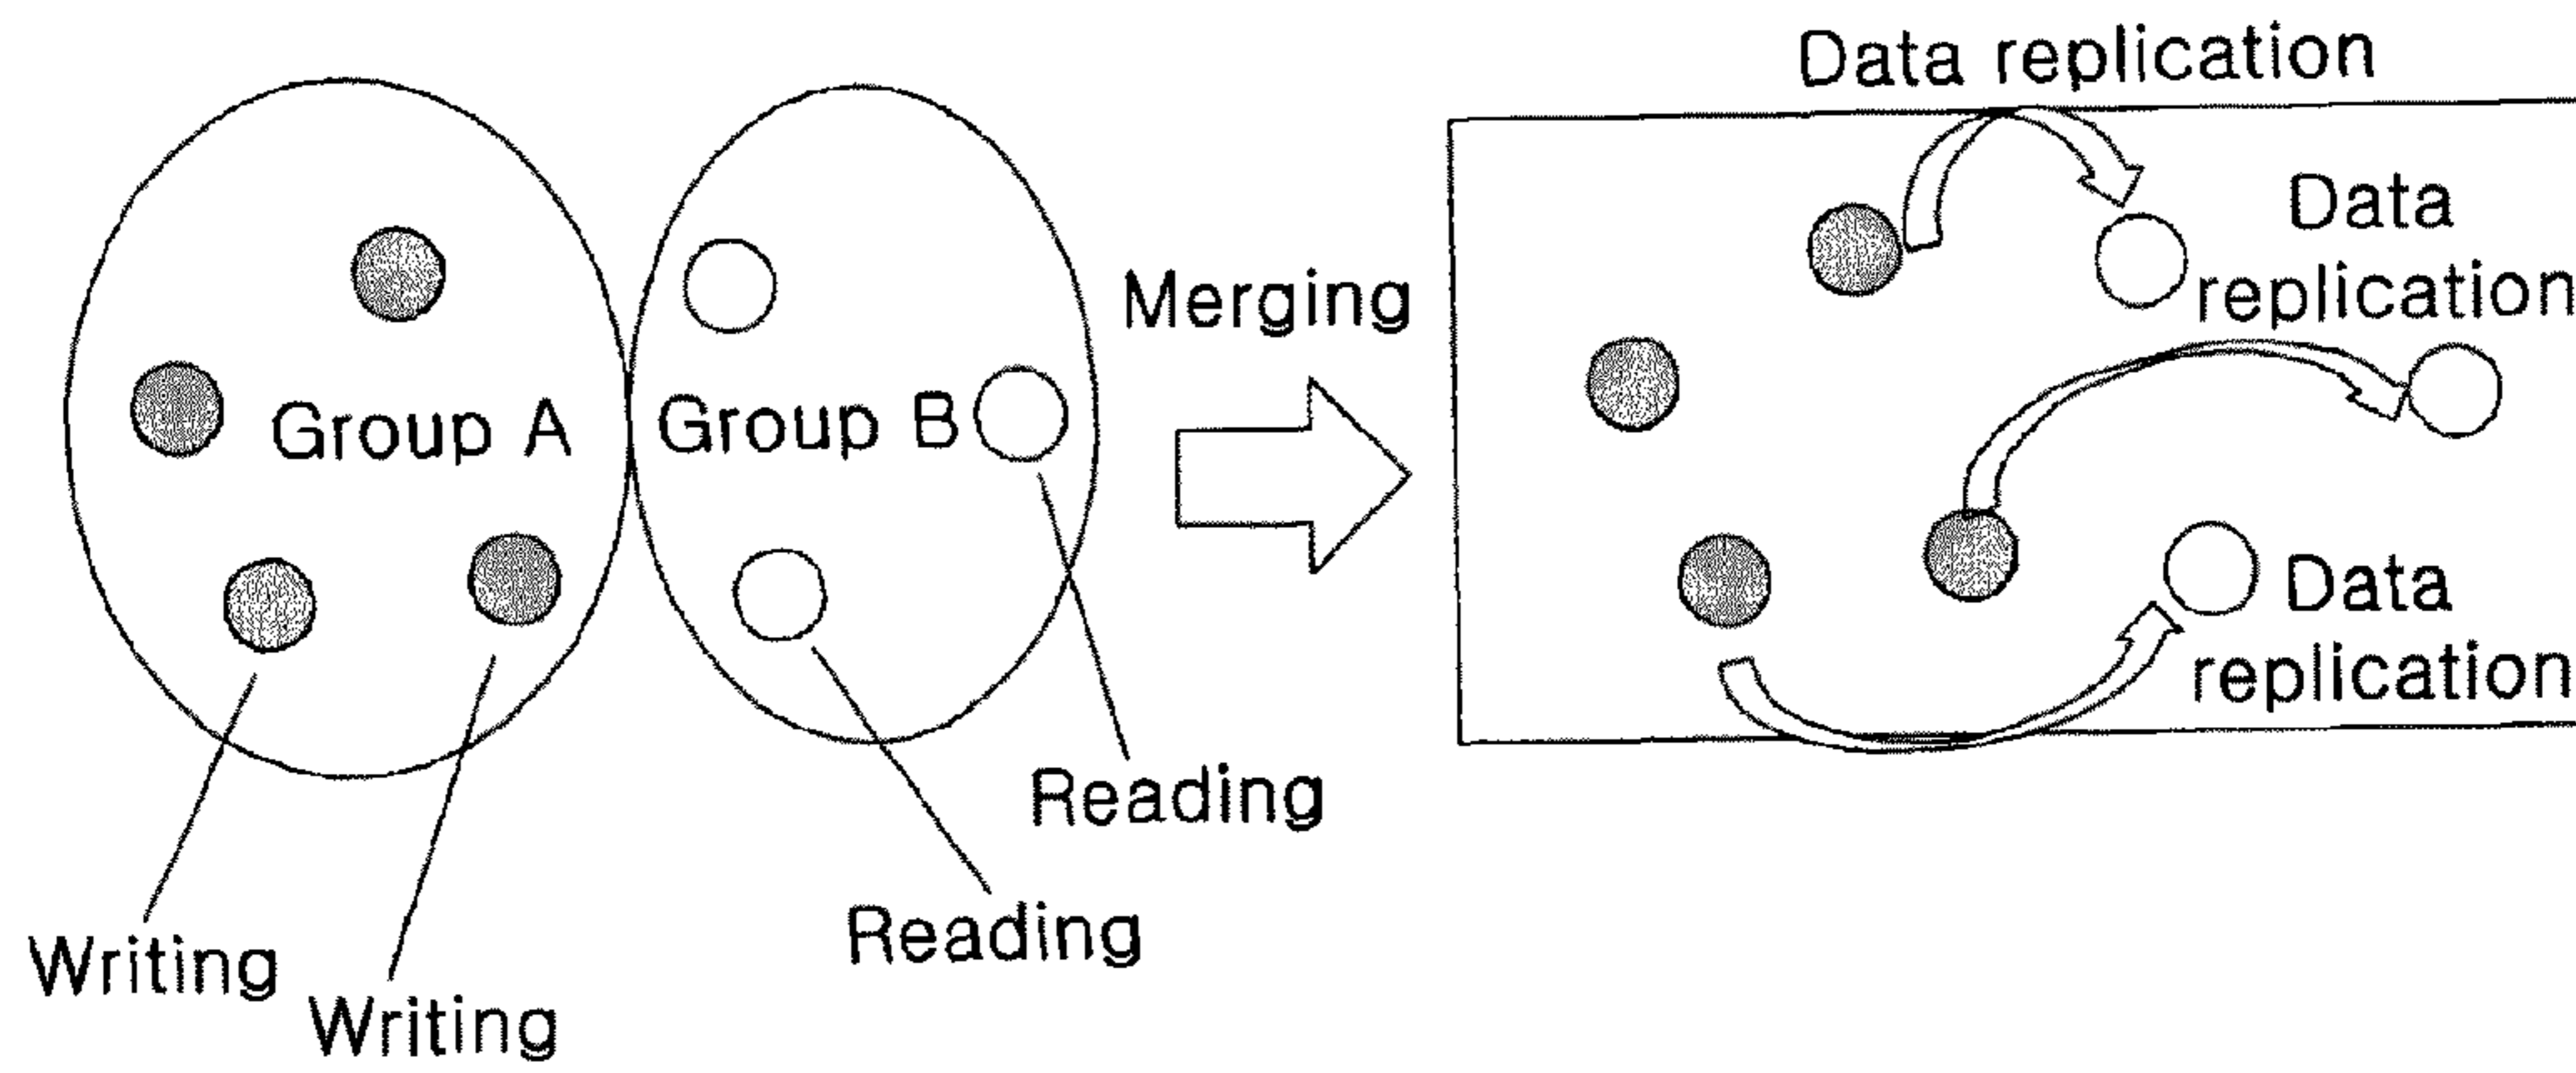 Data replication
Data
replication
Merging
Group A
Group B
Data
replication
Reading
Reading
Writing
Writing